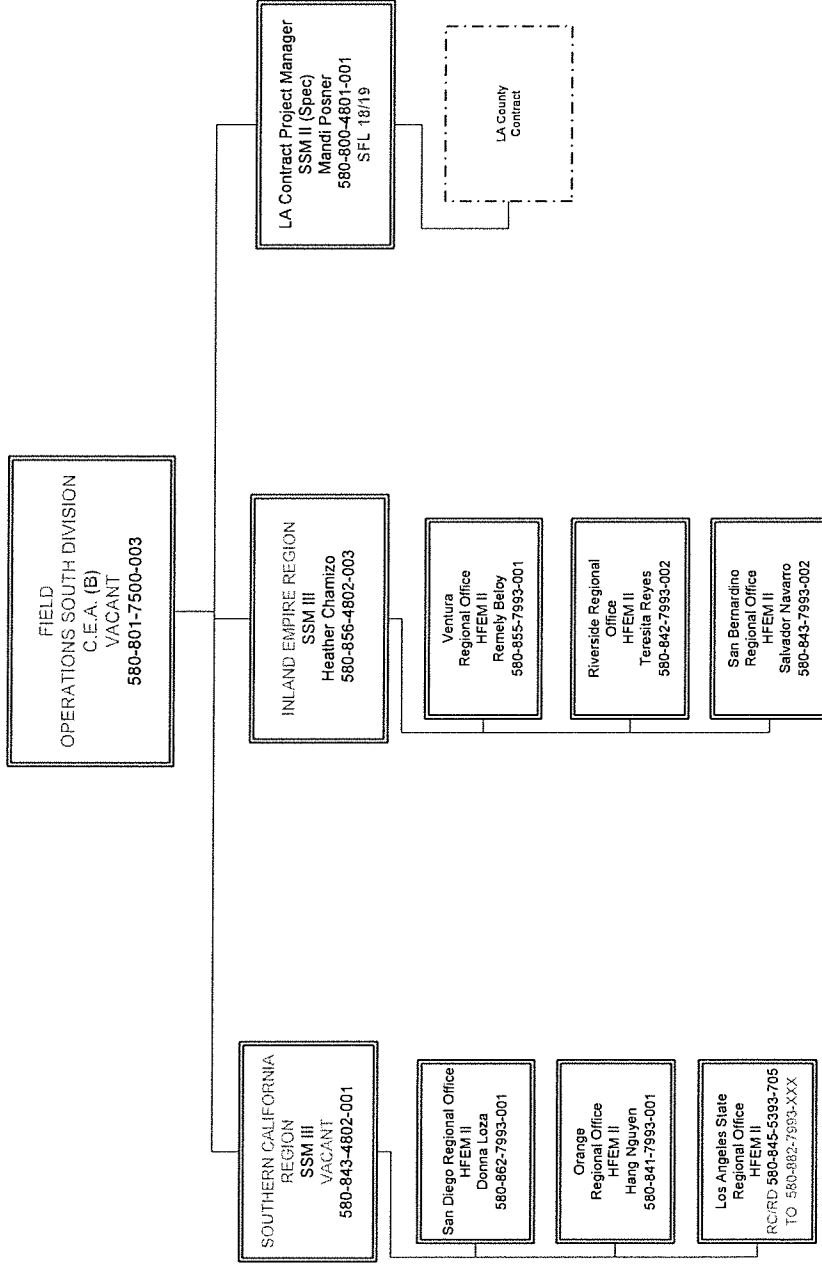 FIELD
OPERATIONS SOUTH DIVISION
C.E.A. (B)
VACANT
580-801-7500-003
SOUTHERN CALIFORNIA
REGION
SSM III
VACANT
580-843-4802-001
San Diego Regional Office
HFEM II
Donna Loza
580-862-7993-001
Orange
Regional Office
HFEM II
Hang Nguyen
580-841-7993-001
Los Angeles State
Regional Office
HFEM II
RC/RD 580-845-5393-705
TO 580-882-7993-XXX
INLAND EMPIRE REGION
SSM III
Heather Chamizo
580-856-4802-003
Ventura
Regional Office
HFEM II
Remely Beloy
580-855-7993-001
Riverside Regional
Office
HFEM II
Teresita Reyes
580-842-7993-002
San Bernardino
Regional Office
HFEM II
Salvador Navarro
580-843-7993-002
LA Contract Project Manager
SSM II (Spec)
Mandi Posner
580-800-4801-001
SFL 18/19
LA County
Contract